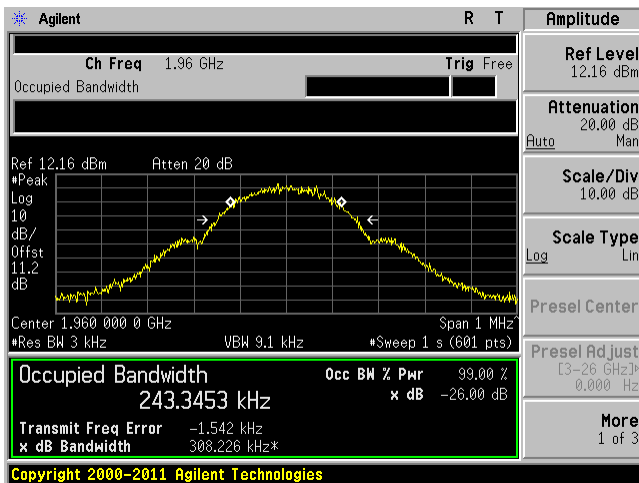 Agilent R T
Ch Freq 1.96 GHz Trig Free
Occupied Bandwidth
Ref 12.16 dBm Atten 20 dB
#Peak
Log
10
dB/
Offst
11.2
dB
Center 1.960 000 0 GHz Span 1 MHz^
#Res BW 3 kHz VBW 9.1 kHz #Sweep 1 s (601 pts)
Occupied Bandwidth Occ BW % Pwr 99.00 %
243.3453 kHz x dB -26.00 dB
Transmit Freq Error -1.542 kHz
x dB Bandwidth 308.226 kHz*
Copyright 2000-2011 Agilent Technologies
Amplitude
Ref Level
12.16 dBm
Attenuation
20.00 dB
Auto Man
Scale/Div
10.00 dB
Scale Type
Log Lin
Presel Center
Presel Adjust
[3-26 GHz]
0.000 Hz
More
1 of 3